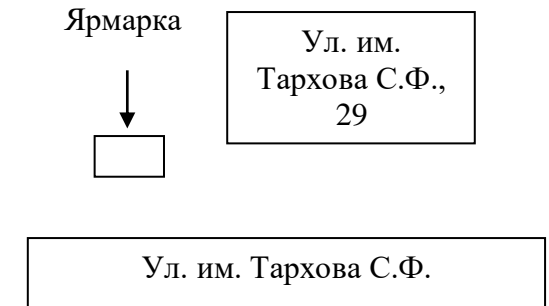 Ярмарка
Ул. им.
Тархова С.Ф.,
29
Ул. им. Тархова С.Ф.